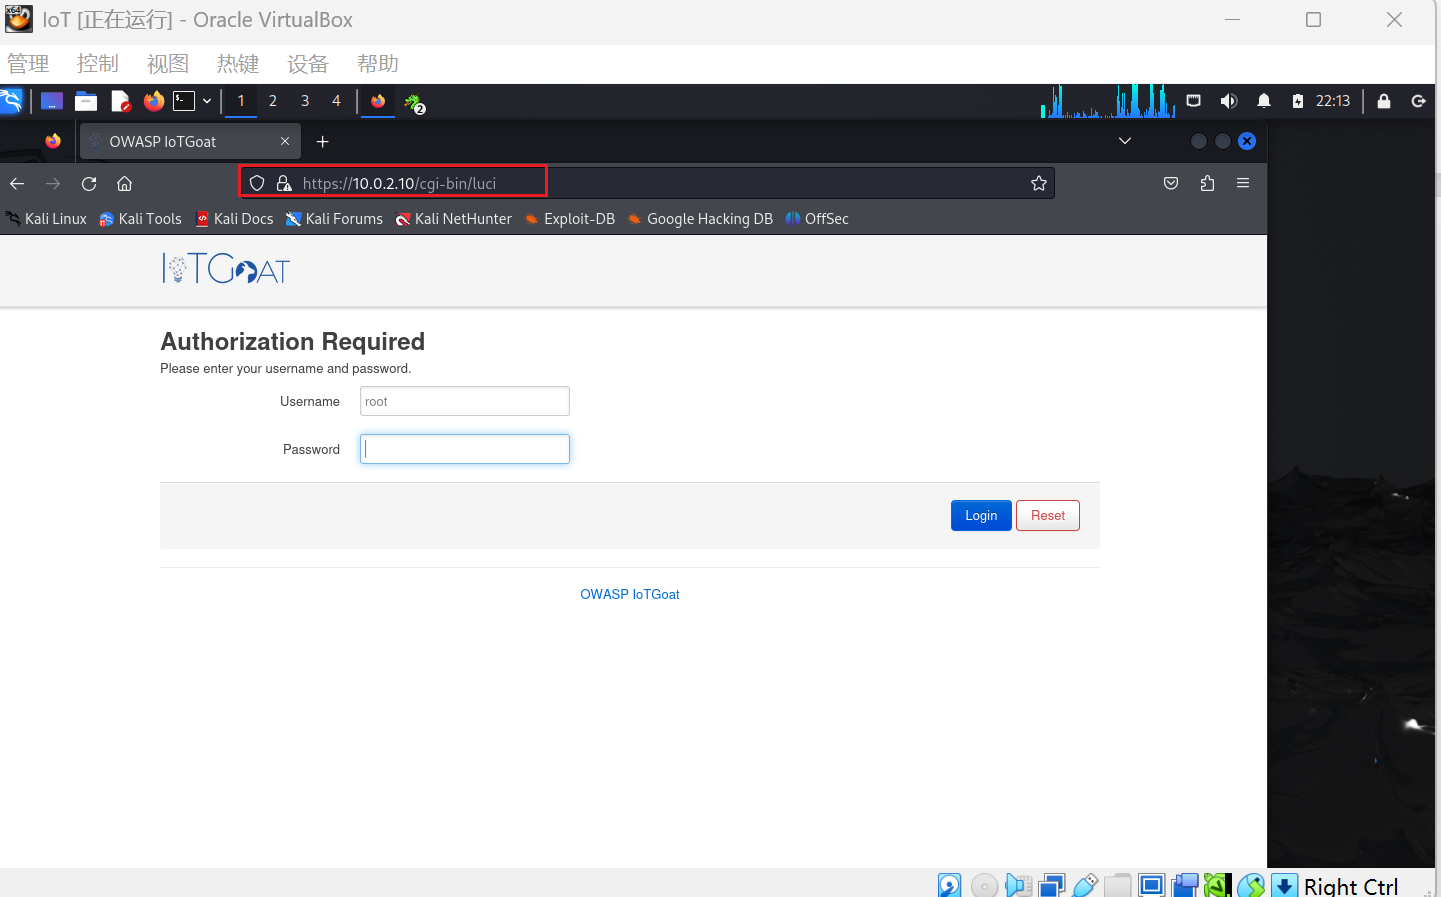 IoT [正在运行] - Oracle VirtualBox
管理 控制 视图 热键 设备 帮助
1 2 3 4 2 22:13
OWASP IoTGoat
https://10.0.2.10/cgi-bin/luci
Kali Linux Kali Tools Kali Docs Kali Forums Kali NetHunter Exploit-DB Google Hacking DB OffSec
IoTGoat
Authorization Required
Please enter your username and password.
Username root
Password
Login Reset
OWASP IoTGoat
Right Ctrl